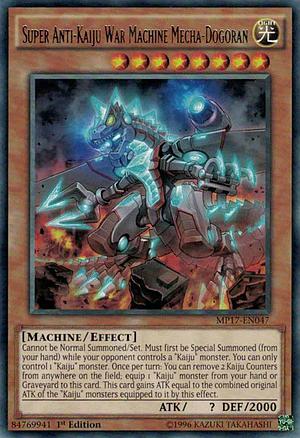 Super Anti-Kaiju War Machine Mecha-Dogoran
LIGHT
光
MP17-EN047
[Machine/Effect]
Cannot be Normal Summoned/Set. Must first be Special Summoned (from
your hand) while your opponent controls a "Kaiju" monster. You can only
control 1 "Kaiju" monster. Once per turn: You can remove 2 Kaiju Counters
from anywhere on the field; equip 1 "Kaiju" monster from your hand or
Graveyard to this card. This card gains ATK equal to the combined original
ATK of the "Kaiju" monsters equipped to it by this effect.
ATK/ ? DEF/2000
84769941 1st Edition ©1996 KAZUKI TAKAHASHI